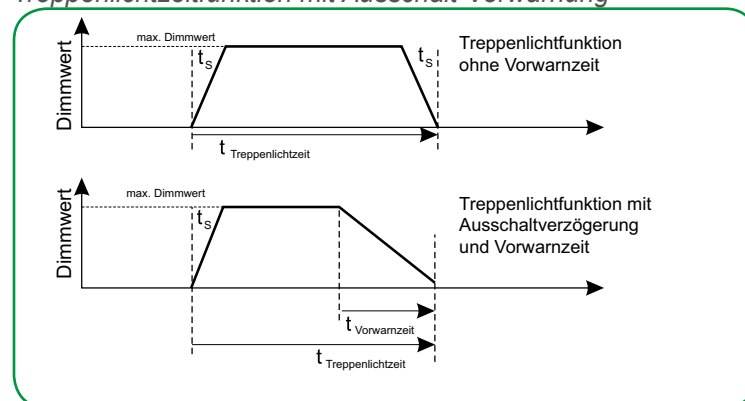 Treppenlichtzeitfunktion mit Ausschalt-Vorwarnung
Dimmwert
max. Dimmwert
tS
tS
Treppenlichtfunktion
ohne Vorwarnzeit
t Treppenlichtzeit
Dimmwert
max. Dimmwert
tS
Treppenlichtfunktion mit
Ausschaltverzögerung
und Vorwarnzeit
t Vorwarnzeit
t Treppenlichtzeit